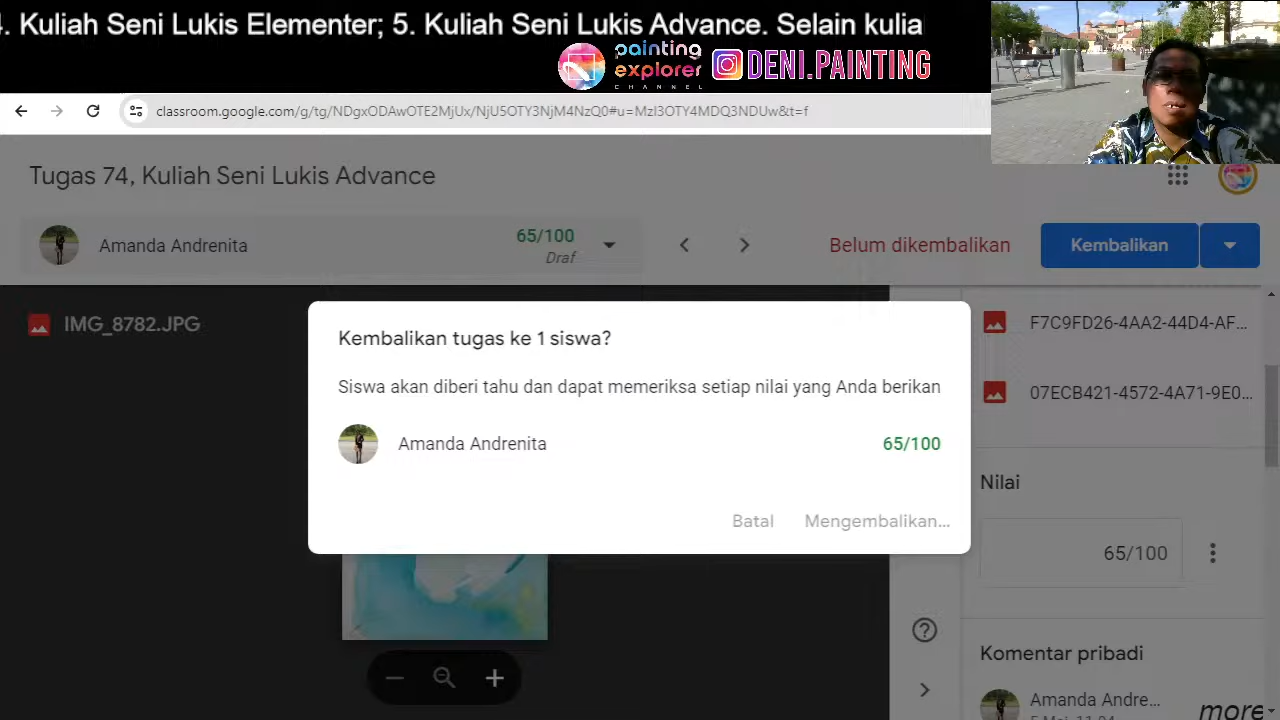 4. Kuliah Seni Lukis Elementer; 5. Kuliah Seni Lukis Advance. Selain kulia
painting
explorer
CHANNEL
DENI.PAINTING
classroom.google.com/g/tg/NDgxODAwOTE2MjUx/NjU5OTY3NjM4NzQ0#u=MzI3OTY4MDQ3NDUw&t=f
Tugas 74, Kuliah Seni Lukis Advance
Amanda Andrenita
65/100
Draf
Belum dikembalikan
Kembalikan
IMG_8782.JPG
Kembalikan tugas ke 1 siswa?
Siswa akan diberi tahu dan dapat memeriksa setiap nilai yang Anda berikan
Amanda Andrenita
65/100
Batal
Mengembalikan...
F7C9FD26-4AA2-44D4-AF...
07ECB421-4572-4A71-9E0...
Nilai
65/100
Komentar pribadi
Amanda Andre...
more